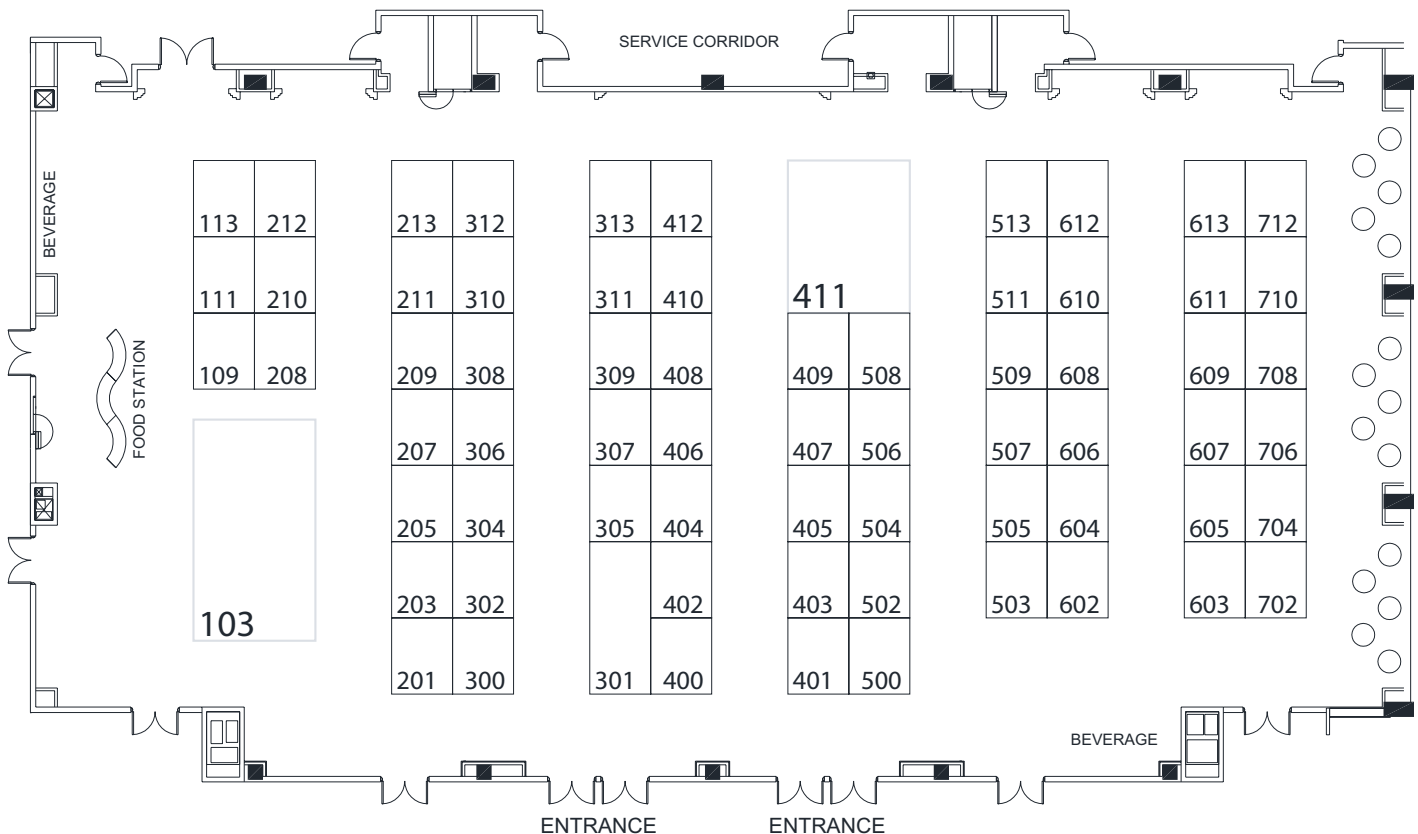 SERVICE CORRIDOR
BEVERAGE
FOOD STATION
113 212 213 312 313 412 513 612 613 712
111 210 211 310 311 410 411 511 610 611 710
109 208 209 308 309 408 409 508 509 608 609 708
207 306 307 406 407 506 507 606 607 706
205 304 305 404 405 504 505 604 605 704
203 302 402 403 502 503 602 603 702
103
201 300 301 400 401 500
BEVERAGE
ENTRANCE ENTRANCE